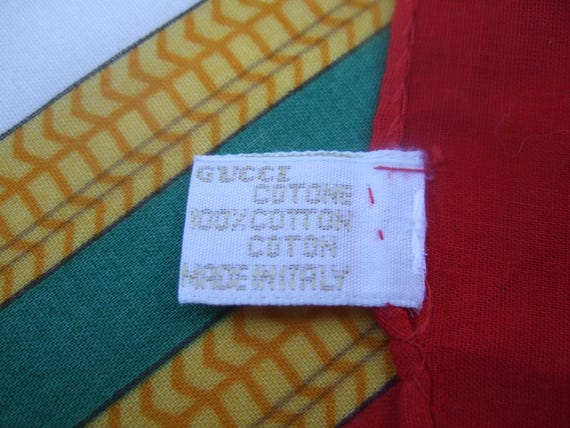 GUCCI
COTONE
100% COTTON
COTON
MADE IN ITALY